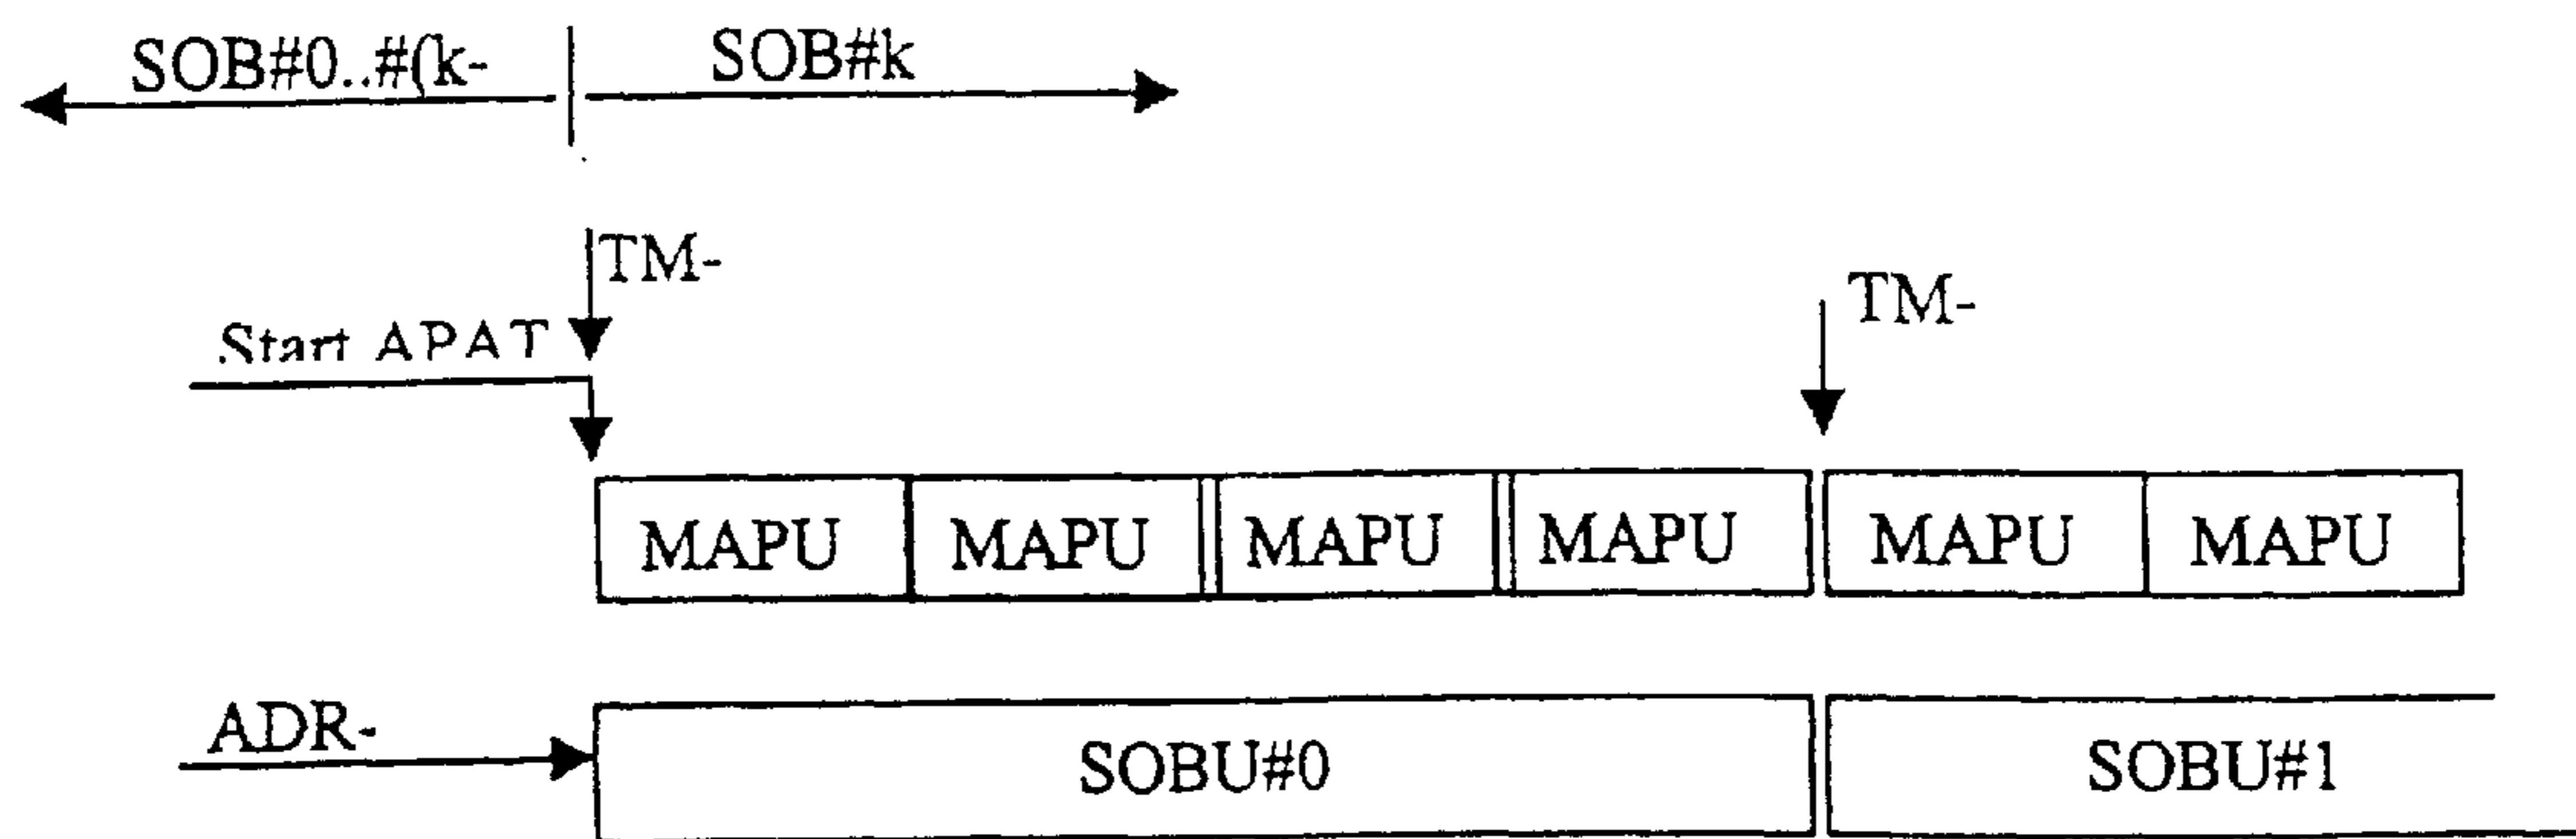 SOB#0..#(k-
SOB#k
TM-
TM-
Start APAT
MAPU MAPU MAPU MAPU MAPU MAPU
ADR-
SOBU#0 SOBU#1